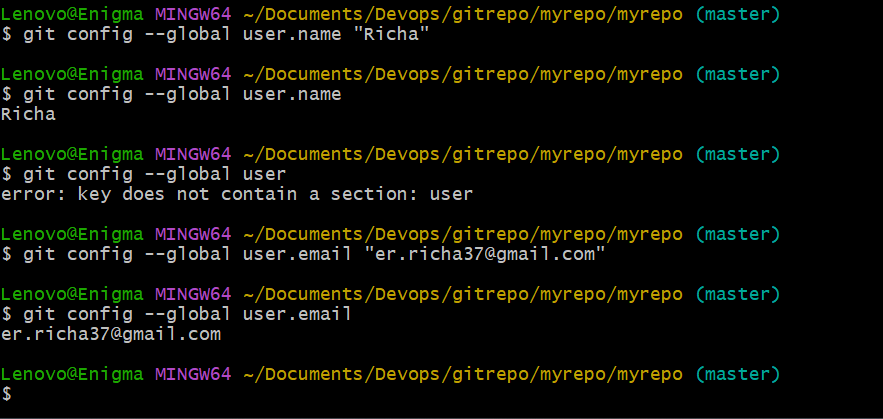 Lenovo@Enigma MINGW64 ~/Documents/Devops/gitrepo/myrepo/myrepo (master)
$ git config --global user.name "Richa"
Lenovo@Enigma MINGW64 ~/Documents/Devops/gitrepo/myrepo/myrepo (master)
$ git config --global user.name
Richa
Lenovo@Enigma MINGW64 ~/Documents/Devops/gitrepo/myrepo/myrepo (master)
$ git config --global user
error: key does not contain a section: user
Lenovo@Enigma MINGW64 ~/Documents/Devops/gitrepo/myrepo/myrepo (master)
$ git config --global user.email "er.richa37@gmail.com"
Lenovo@Enigma MINGW64 ~/Documents/Devops/gitrepo/myrepo/myrepo (master)
$ git config --global user.email
er.richa37@gmail.com
Lenovo@Enigma MINGW64 ~/Documents/Devops/gitrepo/myrepo/myrepo (master)
$